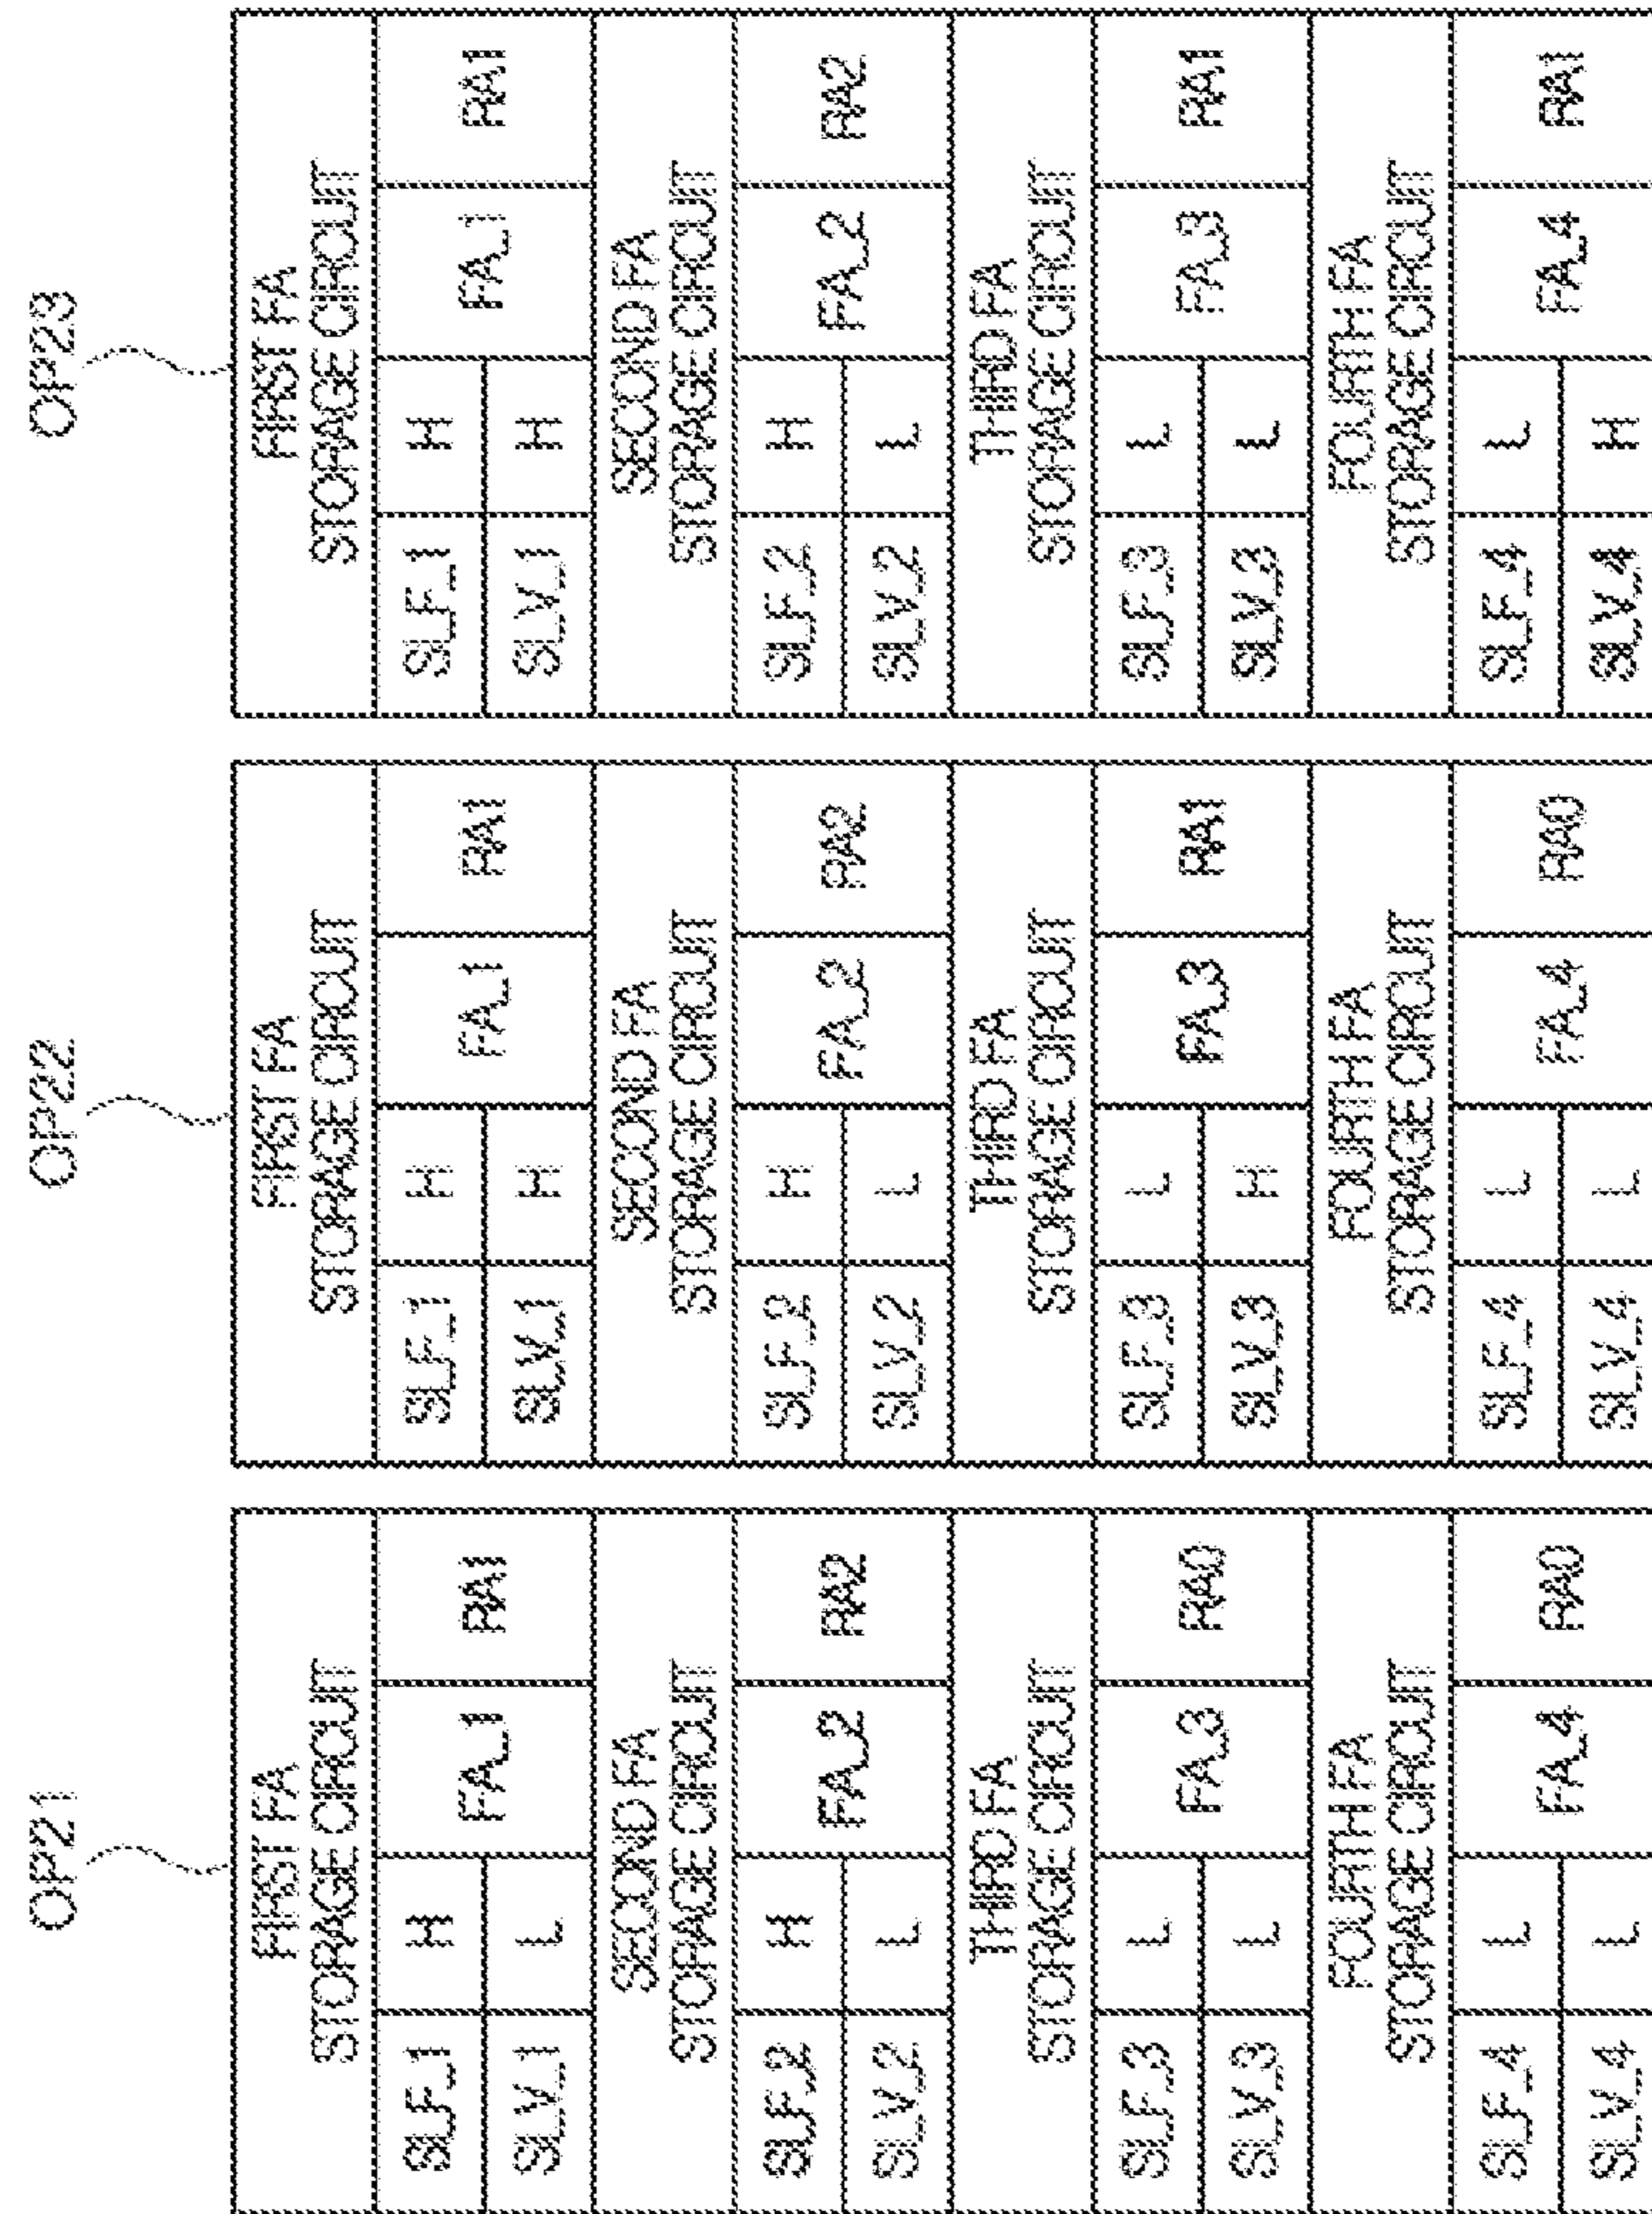 OP21
FIRST FA
STORAGE CIRCUIT
SLF_1 H FA_1 RA1
SLV_1 L
SECOND FA
STORAGE CIRCUIT
SLF_2 H FA_2 RA2
SLV_2 L
THIRD FA
STORAGE CIRCUIT
SLF_3 L FA_3 RA0
SLV_3 L
FOURTH FA
STORAGE CIRCUIT
SLF_4 L FA_4 RA0
SLV_4 L
OP22
FIRST FA
STORAGE CIRCUIT
SLF_1 H FA_1 RA1
SLV_1 H
SECOND FA
STORAGE CIRCUIT
SLF_2 H FA_2 RA2
SLV_2 L
THIRD FA
STORAGE CIRCUIT
SLF_3 L FA_3 RA1
SLV_3 H
FOURTH FA
STORAGE CIRCUIT
SLF_4 L FA_4 RA0
SLV_4 L
OP23
FIRST FA
STORAGE CIRCUIT
SLF_1 H FA_1 RA1
SLV_1 H
SECOND FA
STORAGE CIRCUIT
SLF_2 H FA_2 RA2
SLV_2 L
THIRD FA
STORAGE CIRCUIT
SLF_3 L FA_3 RA1
SLV_3 L
FOURTH FA
STORAGE CIRCUIT
SLF_4 L FA_4 RA1
SLV_4 H